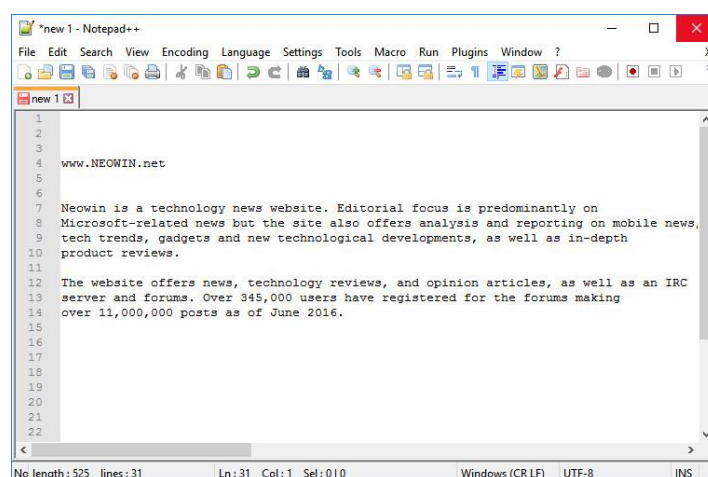 *new 1 - Notepad++
File Edit Search View Encoding Language Settings Tools Macro Run Plugins Window ?
new 1
1
2
3
4 www.NEOWIN.net
5
6
7 Neowin is a technology news website. Editorial focus is predominantly on
8 Microsoft-related news but the site also offers analysis and reporting on mobile news,
9 tech trends, gadgets and new technological developments, as well as in-depth
10 product reviews.
11
12 The website offers news, technology reviews, and opinion articles, as well as an IRC
13 server and forums. Over 345,000 users have registered for the forums making
14 over 11,000,000 posts as of June 2016.
15
16
17
18
19
20
21
22
No length : 525 lines : 31 Ln : 31 Col : 1 Sel : 0 | 0 Windows (CR LF) UTF-8 INS